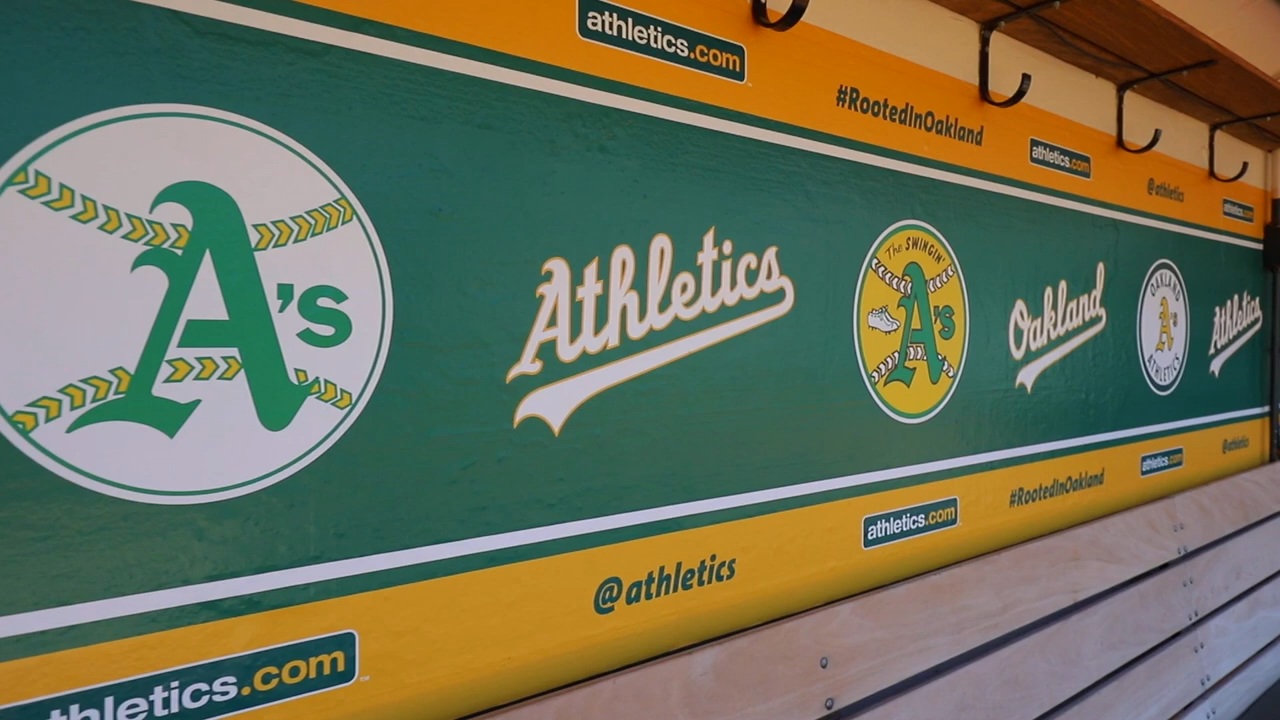 athletics.com
#RootedInOakland
athletics.com
@athletics
athletics.com
A's
Athletics
The SWINGIN'
A's
Oakland
OAKLAND
A's
ATHLETICS
Athletics
athletics.com
@athletics
athletics.com
#RootedInOakland
athletics.com
@athletics